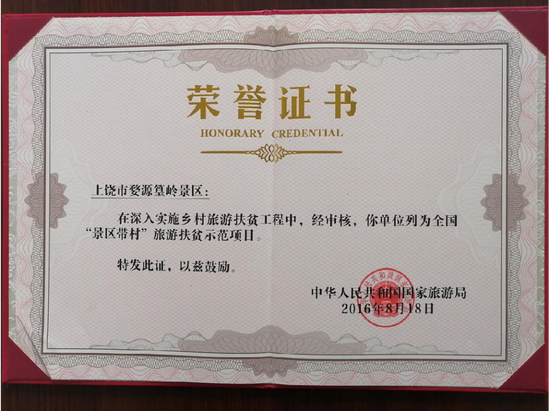 荣誉证书
HONORARY CREDENTIAL
上饶市婺源篁岭景区：
在深入实施乡村旅游扶贫工程中，经审核，你单位列为全国
“景区带村”旅游扶贫示范项目。
特发此证，以兹鼓励。
中华人民共和国国家旅游局
2016年8月18日